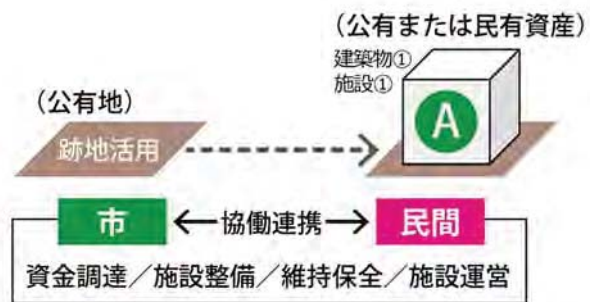 (公有または民有資産)
建築物①
施設①
A
(公有地)
跡地活用
市
←協働連携→
民間
資金調達／施設整備／維持保全／施設運営